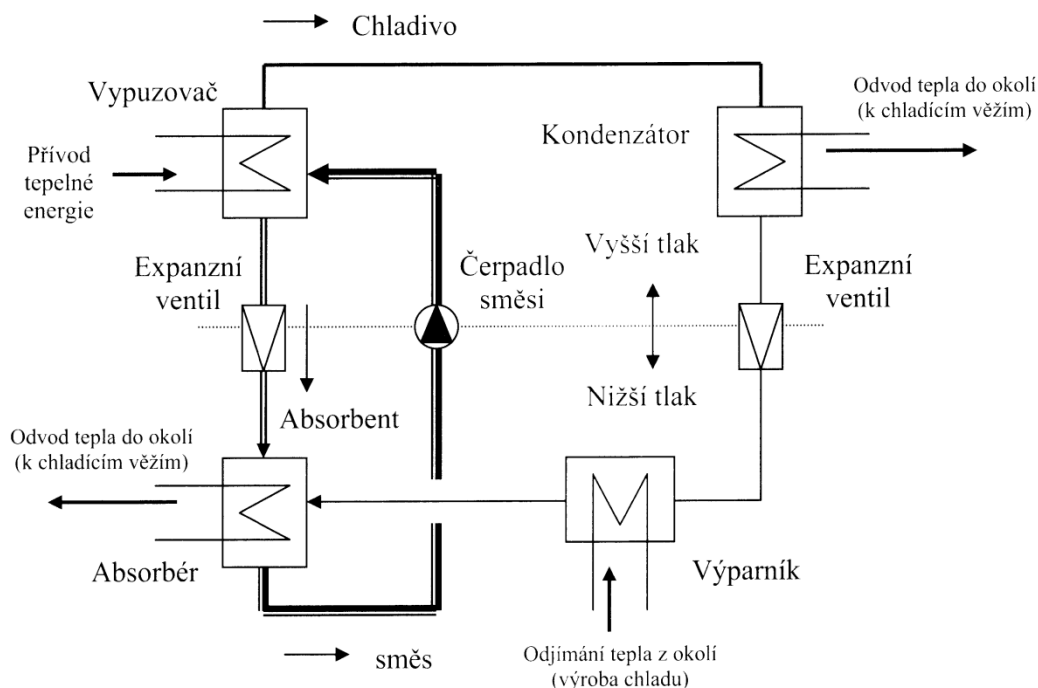 Chladivo
Vypuzovač
Odvod tepla do okolí
(k chladícím věžím)
Kondenzátor
Přívod
tepelné
energie
Vyšší tlak
Expanzní
ventil
Čerpadlo
směsi
Expanzní
ventil
Nižší tlak
Absorbent
Odvod tepla do okolí
(k chladícím věžím)
Absorbér
Výparník
směs
Odjímání tepla z okolí
(výroba chladu)